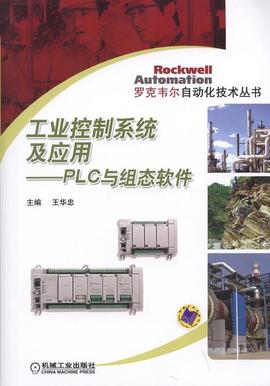 Rockwell
Automation
罗克韦尔自动化技术丛书
工业控制系统
及应用
——PLC与组态软件
主编 王华忠
机械工业出版社
CHINA MACHINE PRESS